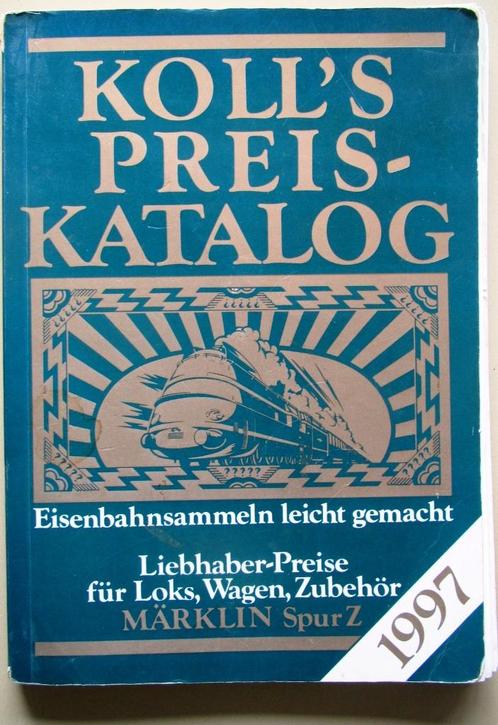 KOLL'S
PREIS-
KATALOG
Eisenbahnsammeln leicht gemacht
Liebhaber-Preise
für Loks, Wagen, Zubehör
MÄRKLIN Spur Z
1997